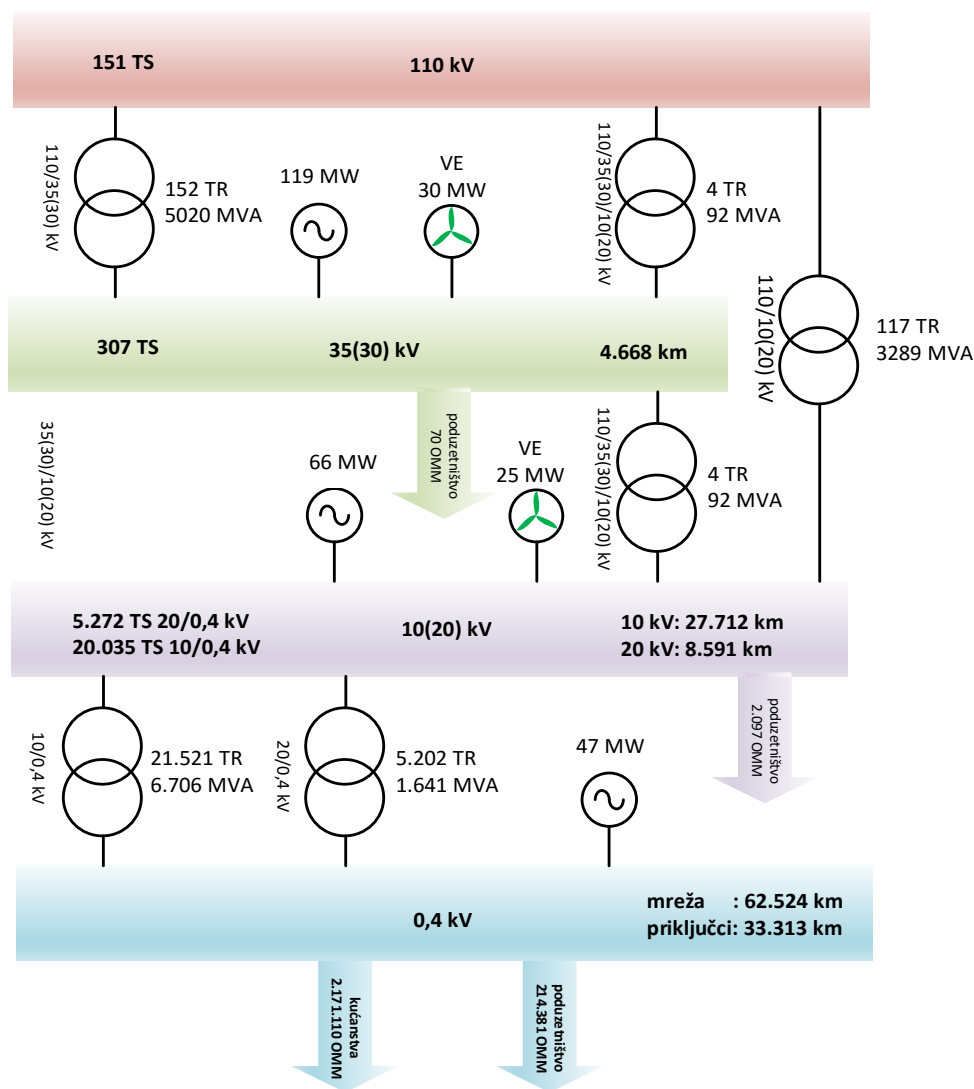 151 TS
110 kV
110/35(30) kV
152 TR
5020 MVA
119 MW
VE
30 MW
110/35(30)/10(20) kV
4 TR
92 MVA
110/10(20) kV
117 TR
3289 MVA
307 TS
35(30) kV
4.668 km
35(30)/10(20) kV
poduzetništvo
70 OMM
66 MW
VE
25 MW
110/35(30)/10(20) kV
4 TR
92 MVA
5.272 TS 20/0,4 kV
20.035 TS 10/0,4 kV
10(20) kV
10 kV: 27.712 km
20 kV: 8.591 km
poduzetništvo
2.097 OMM
10/0,4 kV
21.521 TR
6.706 MVA
20/0,4 kV
5.202 TR
1.641 MVA
47 MW
0,4 kV
mreža : 62.524 km
priključci: 33.313 km
kućanstva
2.171.110 OMM
poduzetništvo
214.381 OMM